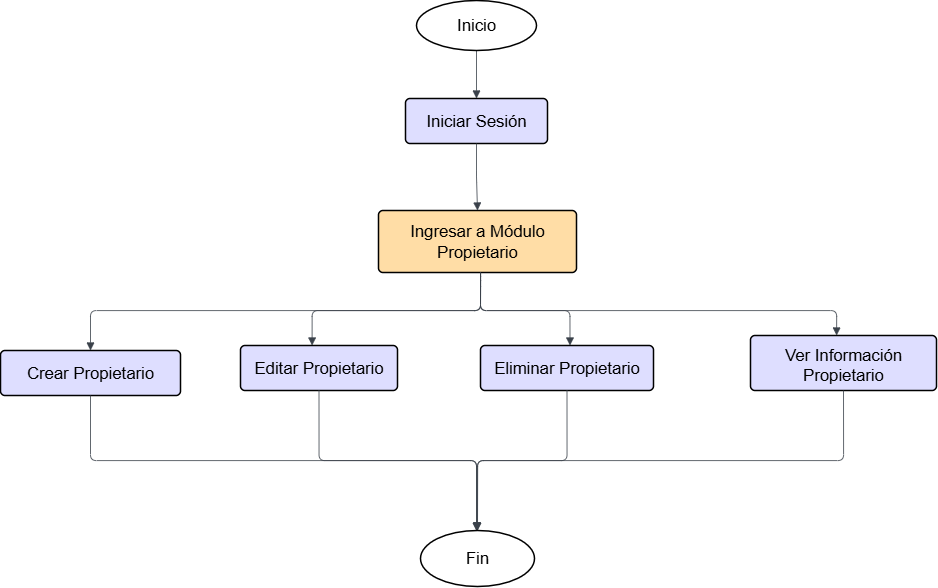 Inicio
Iniciar Sesión
Ingresar a Módulo
Propietario
Crear Propietario
Editar Propietario
Eliminar Propietario
Ver Información
Propietario
Fin